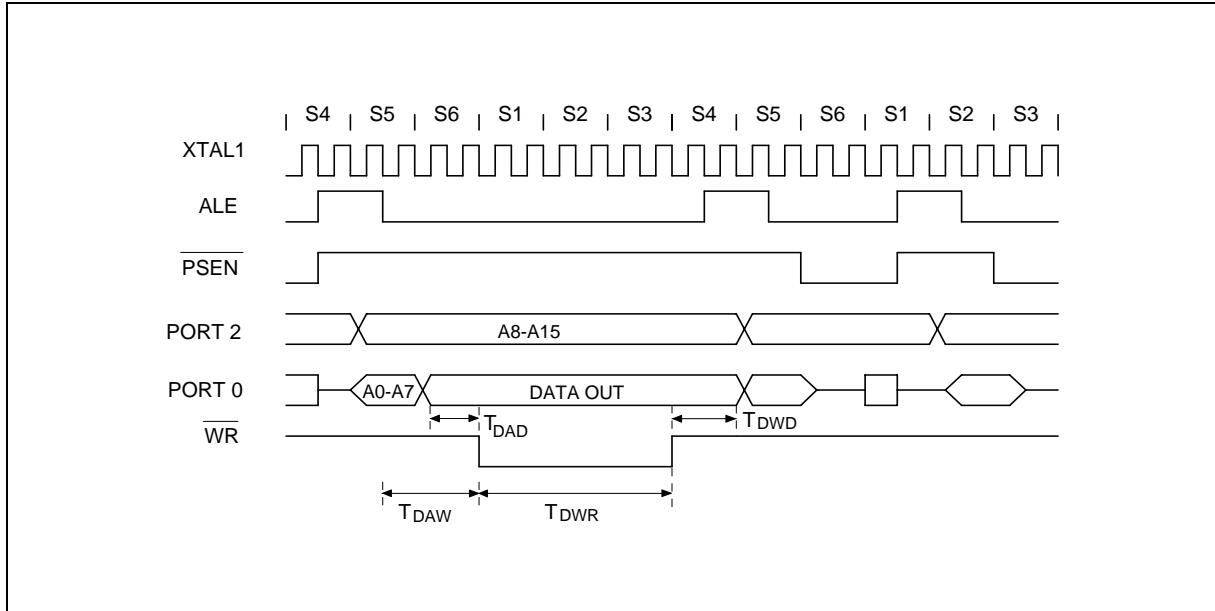 S4 S5 S6 S1 S2 S3 S4 S5 S6 S1 S2 S3
XTAL1
ALE
PSEN
PORT 2 A8-A15
PORT 0 A0-A7 DATA OUT
TDAD TDWD
WR
TDAW TDWR